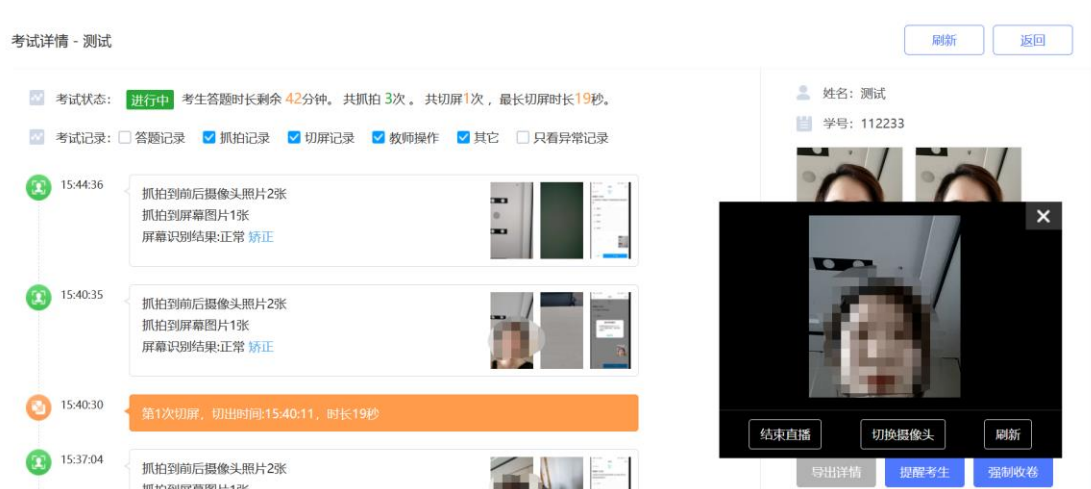 考试详情 - 测试
刷新
返回
考试状态： 进行中 考生答题时长剩余 42分钟。 共抓拍 3次 。 共切屏1次 ，最长切屏时长19秒。
考试记录： 答题记录 抓拍记录 切屏记录 教师操作 其它 只看异常记录
15:44:36
抓拍到前后摄像头照片2张
抓拍到屏幕图片1张
屏幕识别结果:正常 矫正
15:40:35
抓拍到前后摄像头照片2张
抓拍到屏幕图片1张
屏幕识别结果:正常 矫正
15:40:30
第1次切屏，切出时间:15:40:11，时长19秒
15:37:04
抓拍到前后摄像头照片2张
抓拍到屏幕图片1张
姓名：测试
学号：112233
×
结束直播
切换摄像头
刷新
导出详情
提醒考生
强制收卷